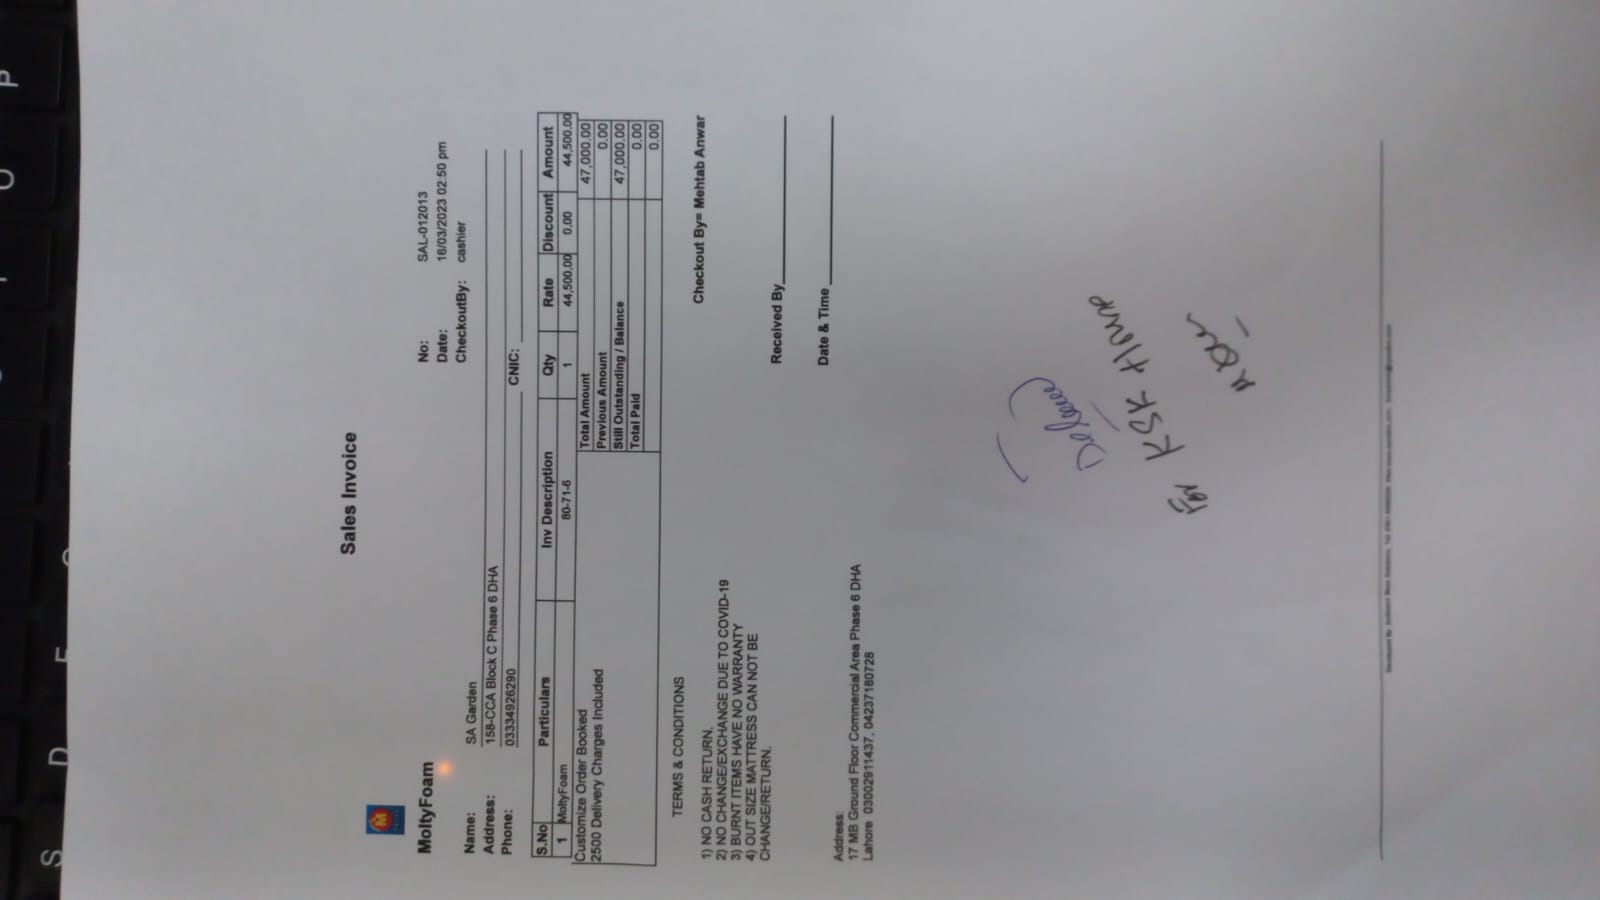 Sales Invoice
M
MoltyFoam
No: SAL-012013
Date: 16/03/2023 02:50 pm
CheckoutBy: cashier
Name: SA Garden
Address: 158-CCA Block C Phase 6 DHA
Phone: 03334926290 CNIC:
S.No Particulars Inv Description Qty Rate Discount Amount
1 MoltyFoam 80-71-6 1 44,500.00 0.00 44,500.00
Customize Order Booked
2500 Delivery Charges Included
Total Amount 47,000.00
Previous Amount 0.00
Still Outstanding / Balance 47,000.00
Total Paid 0.00
0.00
TERMS & CONDITIONS
1) NO CASH RETURN.
2) NO CHANGE/EXCHANGE DUE TO COVID-19
3) BURNT ITEMS HAVE NO WARRANTY
4) OUT SIZE MATTRESS CAN NOT BE
CHANGE/RETURN.
Checkout By= Mehtab Anwar
Received By
Date & Time
Address:
17 MB Ground Floor Commercial Area Phase 6 DHA
Lahore 03002911437, 04237180728
For KSK
S D F
U P